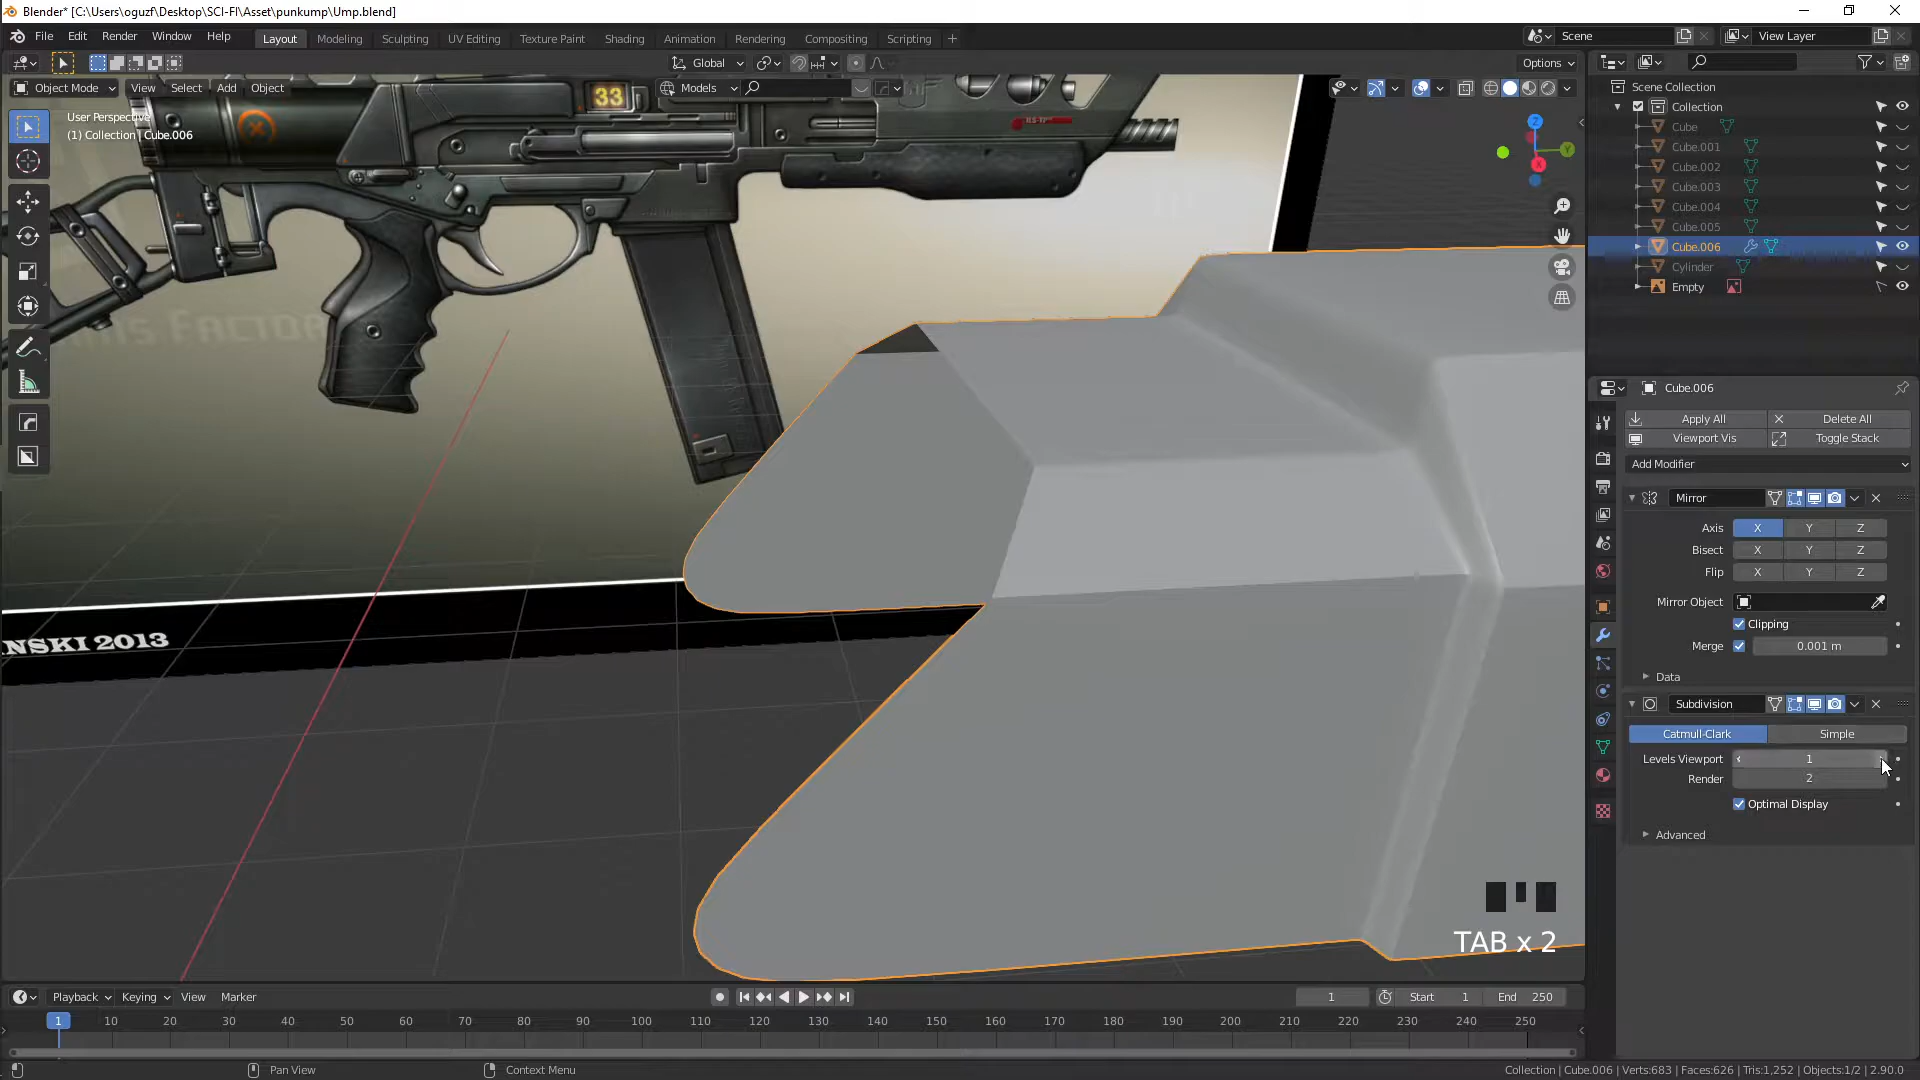 Blender* [C:\Users\oguzf\Desktop\SCI-FI\Asset\punkump\Ump.blend]
File Edit Render Window Help Layout Modeling Sculpting UV Editing Texture Paint Shading Animation Rendering Compositing Scripting + Scene View Layer
Global Options
Object Mode View Select Add Object Models
User Perspective
(1) Collection | Cube.006
33
INSKI 2013
TAB x 2
Scene Collection
Collection
Cube
Cube.001
Cube.002
Cube.003
Cube.004
Cube.005
Cube.006
Cylinder
Empty
Cube.006
Apply All Delete All
Viewport Vis Toggle Stack
Add Modifier
Mirror
Axis X Y Z
Bisect X Y Z
Flip X Y Z
Mirror Object
Clipping
Merge 0.001 m
Data
Subdivision
Catmull-Clark Simple
Levels Viewport 1
Render 2
Optimal Display
Advanced
Playback Keying View Marker 1 Start 1 End 250
1 10 20 30 40 50 60 70 80 90 100 110 120 130 140 150 160 170 180 190 200 210 220 230 240 250
Pan View Context Menu Collection | Cube.006 | Verts:683 | Faces:626 | Tris:1,252 | Objects:1/2 | 2.90.0